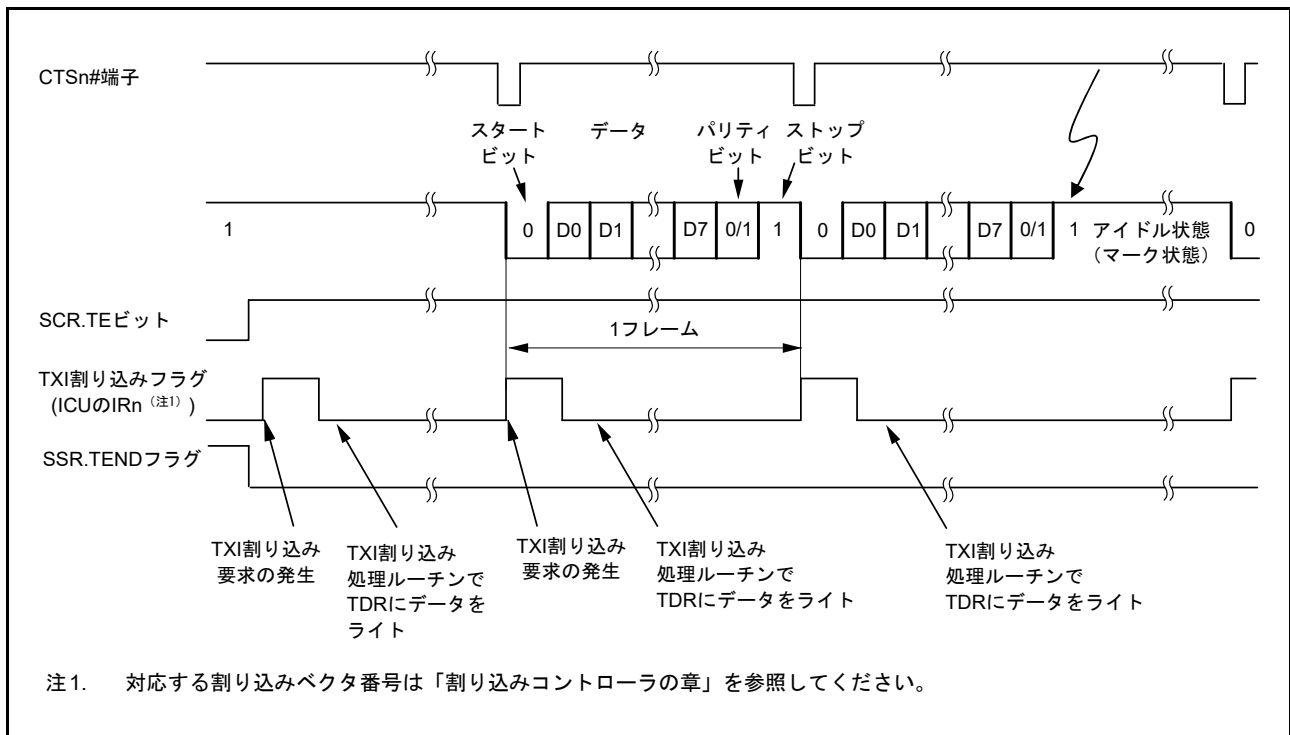 CTSn#端子
スタート
ビット
データ
パリティ
ビット
ストップ
ビット
1
0
D0
D1
D7
0/1
1
0
D0
D1
D7
0/1
1
アイドル状態
（マーク状態）
0
SCR.TEビット
1フレーム
TXI割り込みフラグ
(ICUのIRn（注1）)
SSR.TENDフラグ
TXI割り込み
要求の発生
TXI割り込み
処理ルーチンで
TDRにデータを
ライト
TXI割り込み
要求の発生
TXI割り込み
処理ルーチンで
TDRにデータをライト
TXI割り込み
処理ルーチンで
TDRにデータをライト
注1. 対応する割り込みベクタ番号は「割り込みコントローラの章」を参照してください。